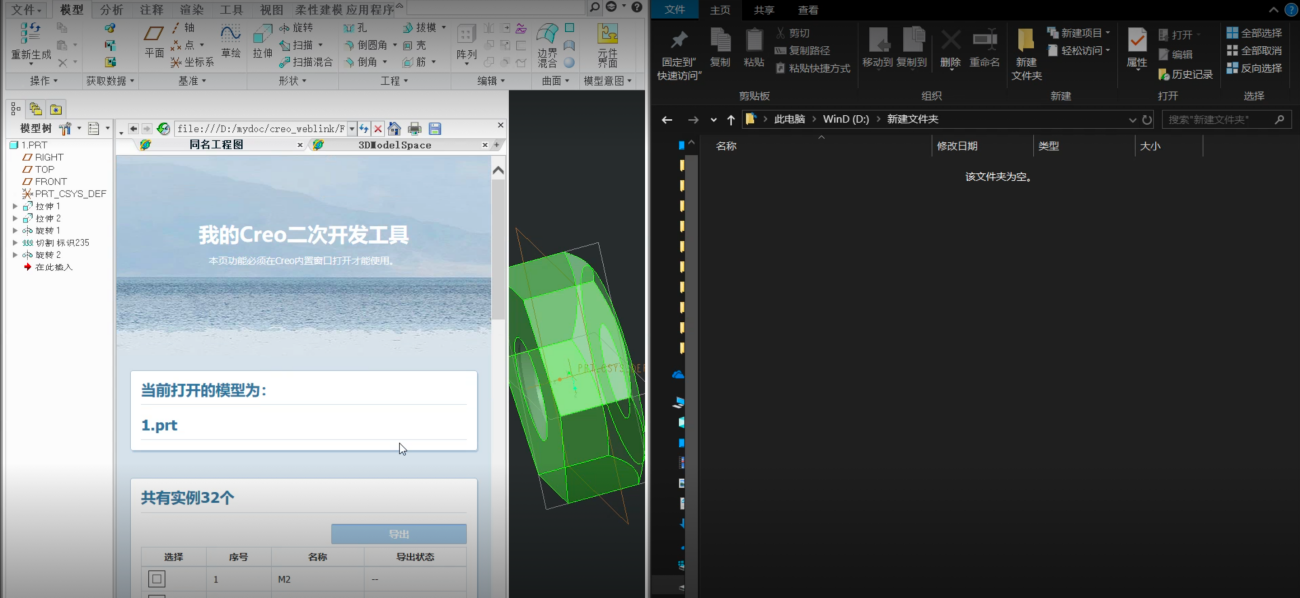 文件
模型
分析
注释
渲染
工具
视图
柔性建模
应用程序
重新生成
操作
获取数据
平面
轴
点
坐标系
草绘
基准
拉伸
旋转
扫描
扫描混合
形状
孔
倒圆角
倒角
拔模
壳
筋
工程
阵列
编辑
边界
混合
曲面
元件
界面
模型意图
模型树
1.PRT
RIGHT
TOP
FRONT
PRT_CSYS_DEF
拉伸 1
拉伸 2
旋转 1
切割 标识235
旋转 2
在此插入
file:///D:/mydoc/creo_weblink/F
同名工程图
3DModelSpace
我的Creo二次开发工具
本页功能必须在Creo内置窗口打开才能使用。
当前打开的模型为：
1.prt
共有实例32个
导出
选择 序号 名称 导出状态
1 M2 --
PRT_CSYS_DEF
文件
主页
共享
查看
固定到"
快速访问"
复制
粘贴
剪切
复制路径
粘贴快捷方式
剪贴板
移动到
复制到
删除
重命名
组织
新建
文件夹
新建项目
轻松访问
新建
属性
打开
编辑
历史记录
打开
全部选择
全部取消
反向选择
选择
此电脑
WinD (D:)
新建文件夹
搜索"新建文件夹"
名称
修改日期
类型
大小
该文件夹为空。